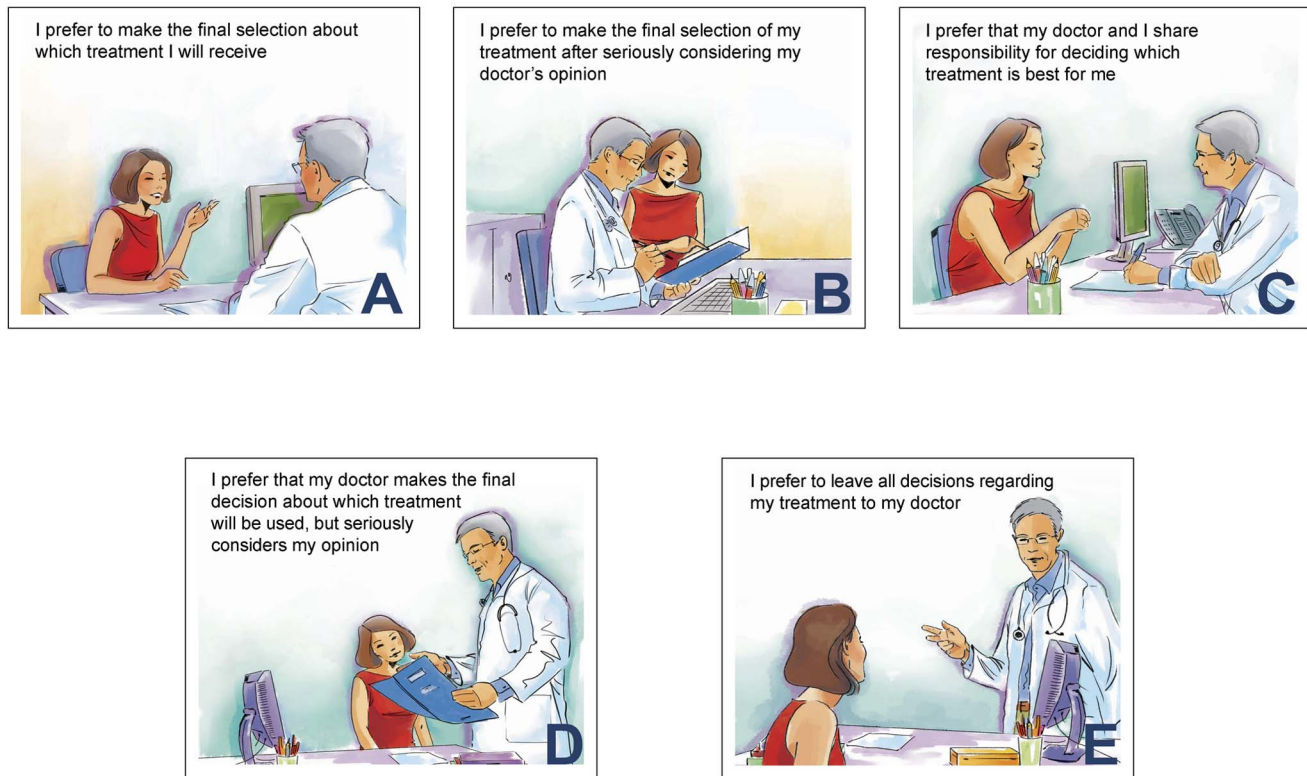 I prefer to make the final selection about
which treatment I will receive
A
I prefer to make the final selection of my
treatment after seriously considering my
doctor's opinion
B
I prefer that my doctor and I share
responsibility for deciding which
treatment is best for me
C
I prefer that my doctor makes the final
decision about which treatment
will be used, but seriously
considers my opinion
D
I prefer to leave all decisions regarding
my treatment to my doctor
E